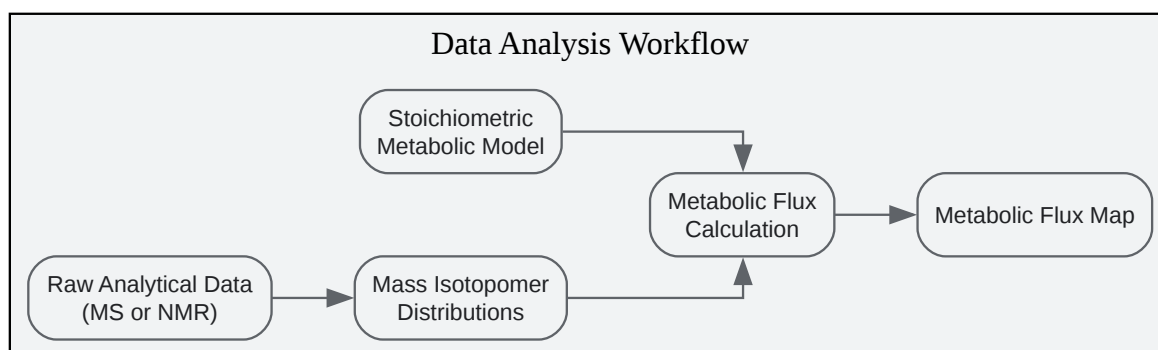 Data Analysis Workflow
Stoichiometric
Metabolic Model
Metabolic Flux
Calculation
Metabolic Flux Map
Raw Analytical Data
(MS or NMR)
Mass Isotopomer
Distributions